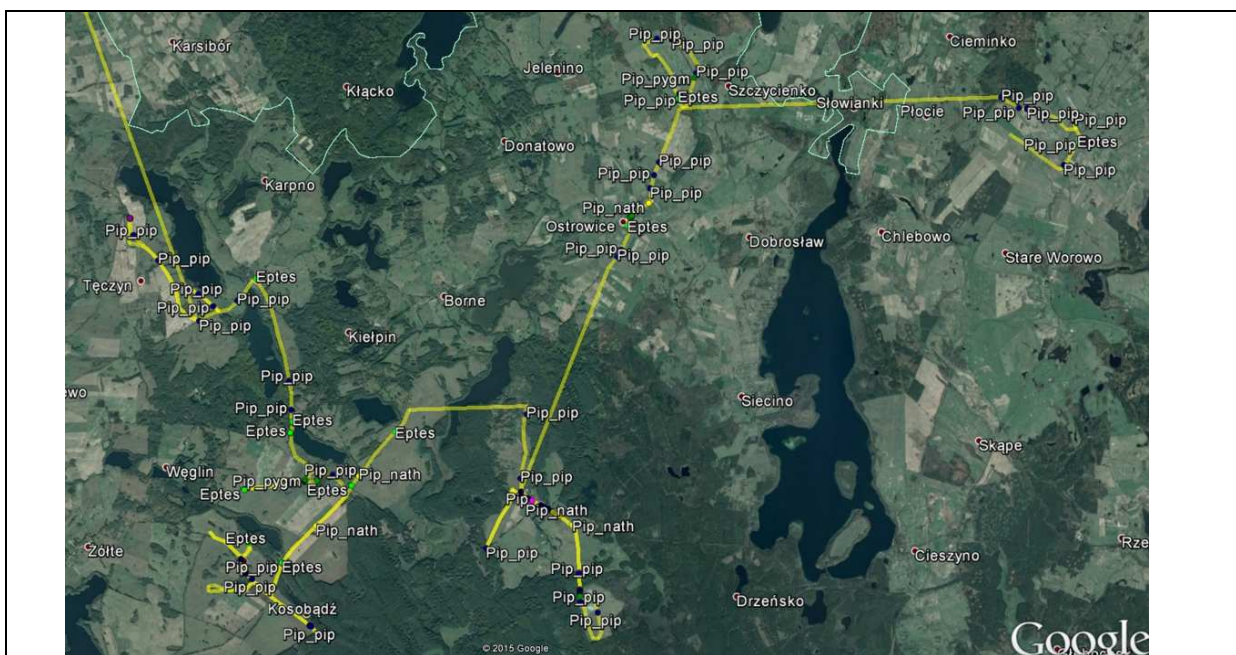 Karsibór
Pip_pip
Pip_pip
Cieminko
Jelenino
Kłącko
Pip_pygm
Pip_pip
Szczycienko
Eptes
Pip_pip
Słowianki
Pip_pip
Płocie
Pip_pip
Pip_pip
Pip_pip
Donatowo
Pip_pip
Eptes
Pip_pip
Pip_pip
Pip_pip
Karpno
Pip_pip
Pip_nath
Ostrowice
Eptes
Pip_pip
Chlebowo
Dobrosław
Pip_pip
Pip_pip
Pip_pip
Stare Worowo
Tęczyn
Eptes
Pip_pip
Pip_pip
Borne
Pip_pip
Pip_pip
Kiełpin
Pip_pip
ewo
Siecino
Pip_pip
Eptes
Pip_pip
Eptes
Eptes
Skąpe
Węglin
Pip_pip
Pip_nath
Pip_pip
Pip_pygm
Eptes
Eptes
Pip
Pip_nath
Pip_nath
Pip_nath
Eptes
Żółte
Pip_pip
Cieszyno
Rze
Pip_pip
Eptes
Pip_pip
Pip_pip
Drzeńsko
Pip_pip
Kosobądź
Pip_pip
Pip_pip
© 2015 Google
Google